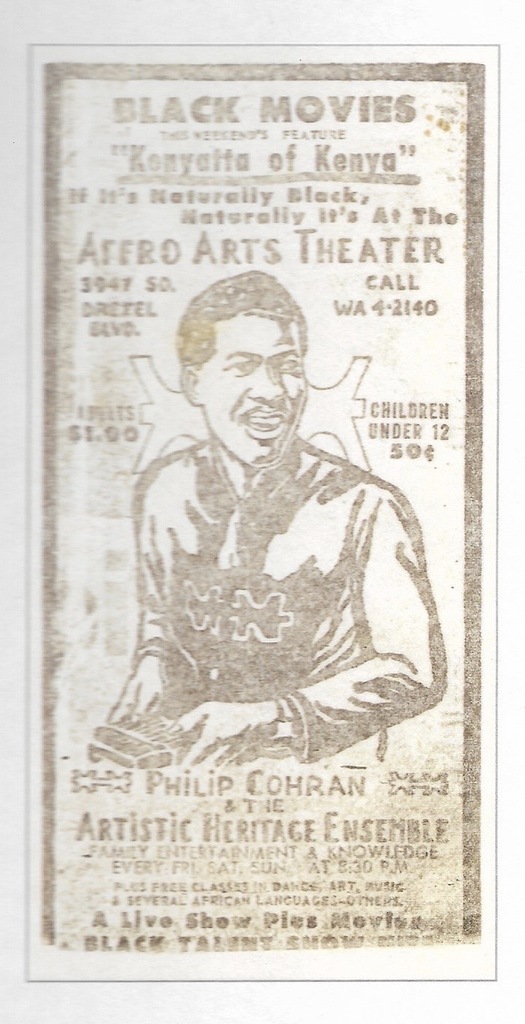 BLACK MOVIES
THIS WEEKEND'S FEATURE
"Kenyatta of Kenya"
If It's Naturally Black,
Naturally It's At The
AFFRO ARTS THEATER
3947 SO.
DREXEL
BLVD.
CALL
WA 4-2140
ADULTS
$1.00
CHILDREN
UNDER 12
50¢
PHILIP COHRAN
& THE
ARTISTIC HERITAGE ENSEMBLE
FAMILY ENTERTAINMENT & KNOWLEDGE
EVERY FRI. SAT. SUN. AT 8:30 P.M.
PLUS FREE CLASSES IN DANCE, ART, MUSIC
& SEVERAL AFRICAN LANGUAGES-OTHERS.
A Live Show Plus Movies
BLACK TALENT SHOW